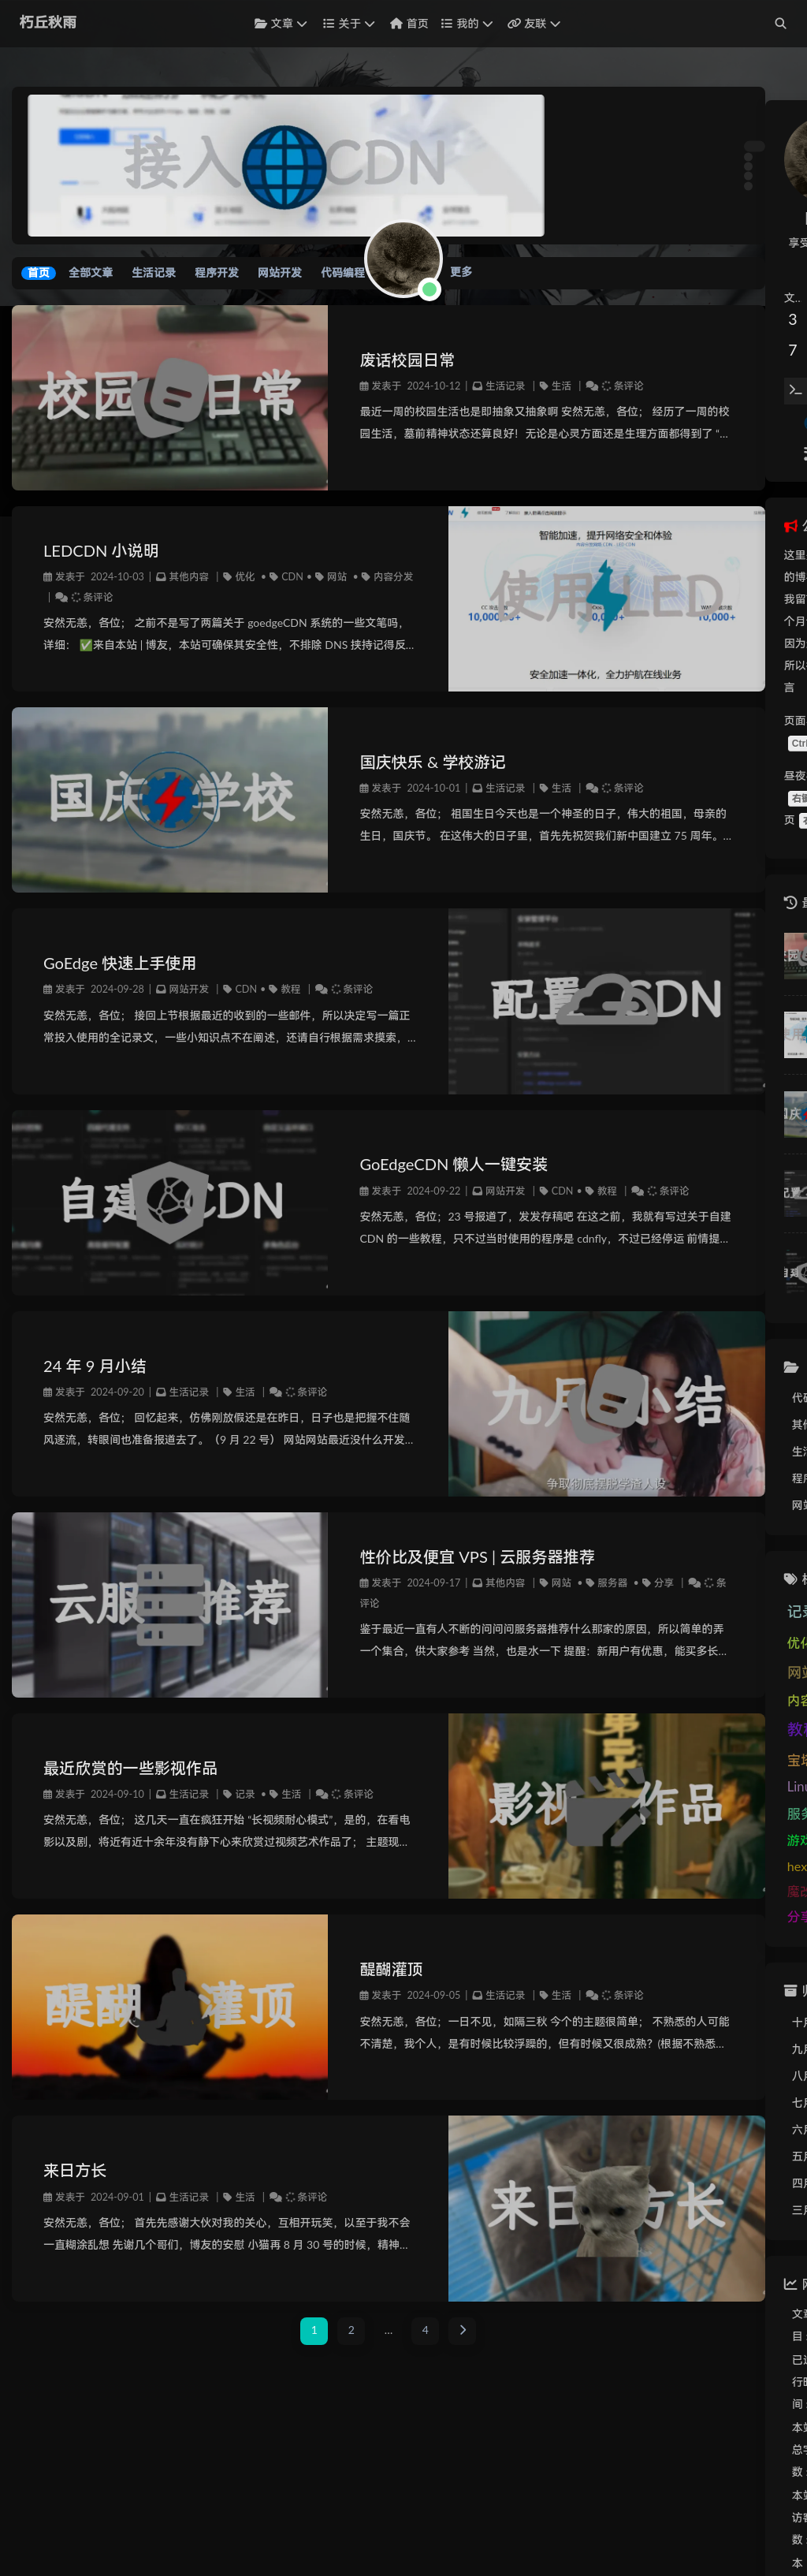 朽丘秋雨
文章
关于
首页
我的
友联
接入 CDN
首页
全部文章
生活记录
程序开发
网站开发
代码编程
更多
校园日常
废话校园日常
发表于 2024-10-12 | 生活记录 | 生活 | 条评论
最近一周的校园生活也是即抽象又抽象啊 安然无恙，各位； 经历了一周的校
园生活，墓前精神状态还算良好！无论是心灵方面还是生理方面都得到了 “...
LEDCDN 小说明
发表于 2024-10-03 | 其他内容 | 优化 • CDN • 网站 • 内容分发
| 条评论
安然无恙，各位； 之前不是写了两篇关于 goedgeCDN 系统的一些文笔吗，
详细： ✅来自本站 | 博友，本站可确保其安全性，不排除 DNS 挟持记得反...
智能加速，提升网络安全和体验
使用 LED
10,000+
安全加速一体化，全力护航在线业务
国庆学校
国庆快乐 & 学校游记
发表于 2024-10-01 | 生活记录 | 生活 | 条评论
安然无恙，各位； 祖国生日今天也是一个神圣的日子，伟大的祖国，母亲的
生日，国庆节。 在这伟大的日子里，首先先祝贺我们新中国建立 75 周年。...
GoEdge 快速上手使用
发表于 2024-09-28 | 网站开发 | CDN • 教程 | 条评论
安然无恙，各位； 接回上节根据最近的收到的一些邮件，所以决定写一篇正
常投入使用的全记录文，一些小知识点不在阐述，还请自行根据需求摸索，...
配置 CDN
自建 CDN
GoEdgeCDN 懒人一键安装
发表于 2024-09-22 | 网站开发 | CDN • 教程 | 条评论
安然无恙，各位；23 号报道了，发发存稿吧 在这之前，我就有写过关于自建
CDN 的一些教程，只不过当时使用的程序是 cdnfly，不过已经停运 前情提...
24 年 9 月小结
发表于 2024-09-20 | 生活记录 | 生活 | 条评论
安然无恙，各位； 回忆起来，仿佛刚放假还是在昨日，日子也是把握不住随
风逐流，转眼间也准备报道去了。（9 月 22 号） 网站网站最近没什么开发...
九月小结
争取彻底摆脱学渣人设
云服推荐
性价比及便宜 VPS | 云服务器推荐
发表于 2024-09-17 | 其他内容 | 网站 • 服务器 • 分享 | 条
评论
鉴于最近一直有人不断的问问问服务器推荐什么那家的原因，所以简单的弄
一个集合，供大家参考 当然，也是水一下 提醒：新用户有优惠，能买多长...
最近欣赏的一些影视作品
发表于 2024-09-10 | 生活记录 | 记录 • 生活 | 条评论
安然无恙，各位； 这几天一直在疯狂开始 “长视频耐心模式”，是的，在看电
影以及剧，将近有近十余年没有静下心来欣赏过视频艺术作品了； 主题现...
影视作品
醍醐灌顶
醍醐灌顶
发表于 2024-09-05 | 生活记录 | 生活 | 条评论
安然无恙，各位；一日不见，如隔三秋 今个的主题很简单； 不熟悉的人可能
不清楚，我个人，是有时候比较浮躁的，但有时候又很成熟？(根据不熟悉...
来日方长
发表于 2024-09-01 | 生活记录 | 生活 | 条评论
安然无恙，各位； 首先先感谢大伙对我的关心，互相开玩笑，以至于我不会
一直糊涂乱想 先谢几个哥们，博友的安慰 小猫再 8 月 30 号的时候，精神...
来日方长
1 2 … 4
享受
文..
3
7
这里
的博
我留
个月
因为
所以
言
页面
Ctrl
昼夜
右键
页
代码
其他
生活
程序
网站
记录
优化
网站
内容
教程
宝塔
Linux
服务
游戏
hexo
魔改
分享
十月
九月
八月
七月
六月
五月
四月
三月
文章
目
已运
行时
间
本站
总字
数
本站
访客
数
本